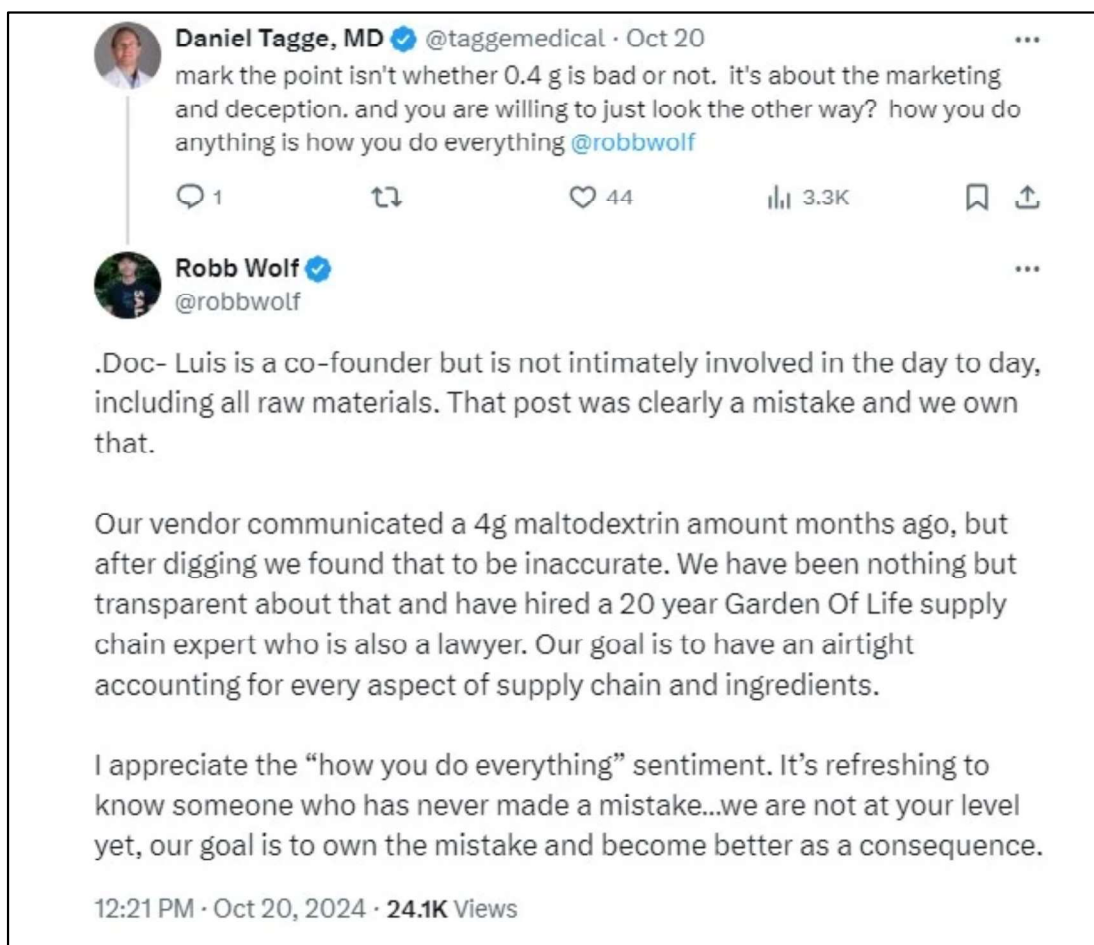 Daniel Tagge, MD @taggemedical · Oct 20
mark the point isn't whether 0.4 g is bad or not. it's about the marketing
and deception. and you are willing to just look the other way? how you do
anything is how you do everything @robbwolf
1 44 3.3K
Robb Wolf
@robbwolf
.Doc- Luis is a co-founder but is not intimately involved in the day to day,
including all raw materials. That post was clearly a mistake and we own
that.
Our vendor communicated a 4g maltodextrin amount months ago, but
after digging we found that to be inaccurate. We have been nothing but
transparent about that and have hired a 20 year Garden Of Life supply
chain expert who is also a lawyer. Our goal is to have an airtight
accounting for every aspect of supply chain and ingredients.
I appreciate the “how you do everything” sentiment. It’s refreshing to
know someone who has never made a mistake...we are not at your level
yet, our goal is to own the mistake and become better as a consequence.
12:21 PM · Oct 20, 2024 · 24.1K Views